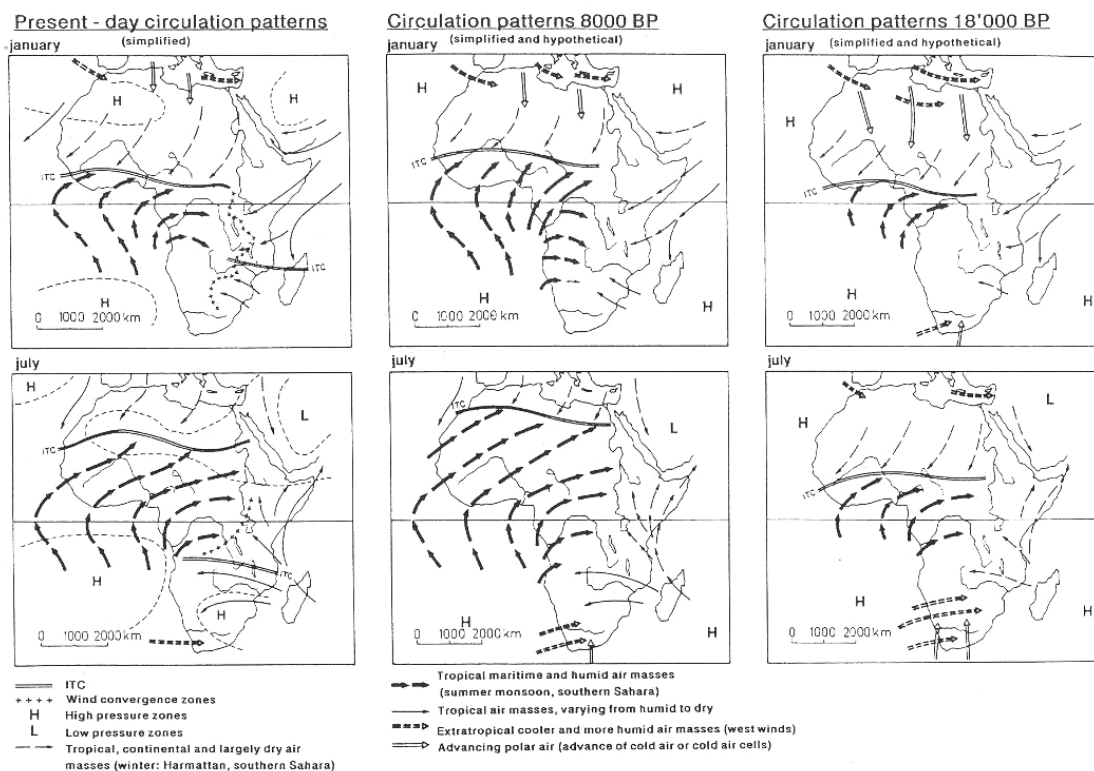 Present - day circulation patterns
(simplified)
january
H
H
ITC
ITC
H
0 1000 2000 km
Circulation patterns 8000 BP
(simplified and hypothetical)
january
H
H
ITC
H
H
0 1000 2000 km
Circulation patterns 18'000 BP
(simplified and hypothetical)
january
H
ITC
H
H
0 1000 2000 km
july
H
L
ITC
ITC
H
H
0 1000 2000 km
july
ITC
L
H
H
0 1000 2000 km
july
H
L
ITC
H
H
0 1000 2000 km
ITC
Wind convergence zones
H High pressure zones
L Low pressure zones
Tropical, continental and largely dry air
masses (winter: Harmattan, southern Sahara)
Tropical maritime and humid air masses
(summer monsoon, southern Sahara)
Tropical air masses, varying from humid to dry
Extratropical cooler and more humid air masses (west winds)
Advancing polar air (advance of cold air or cold air cells)